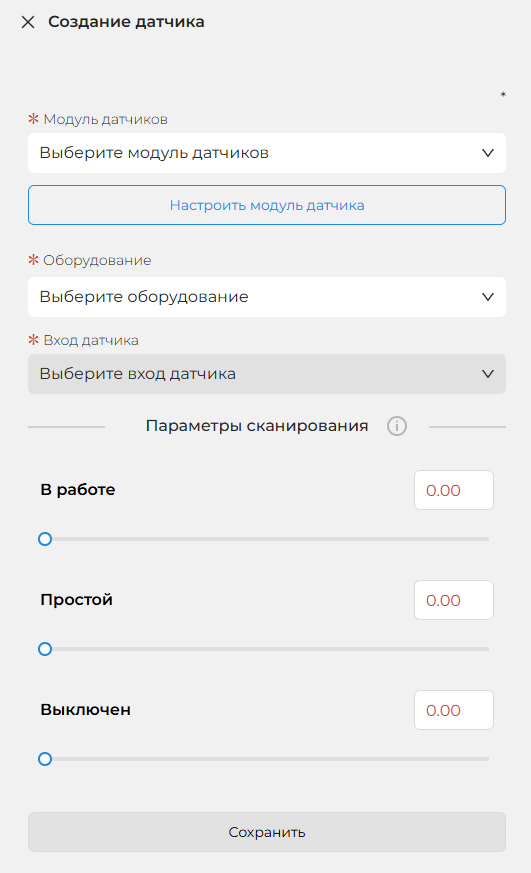 Создание датчика
*
* Модуль датчиков
Выберите модуль датчиков
Настроить модуль датчика
* Оборудование
Выберите оборудование
* Вход датчика
Выберите вход датчика
Параметры сканирования
В работе
0.00
Простой
0.00
Выключен
0.00
Сохранить